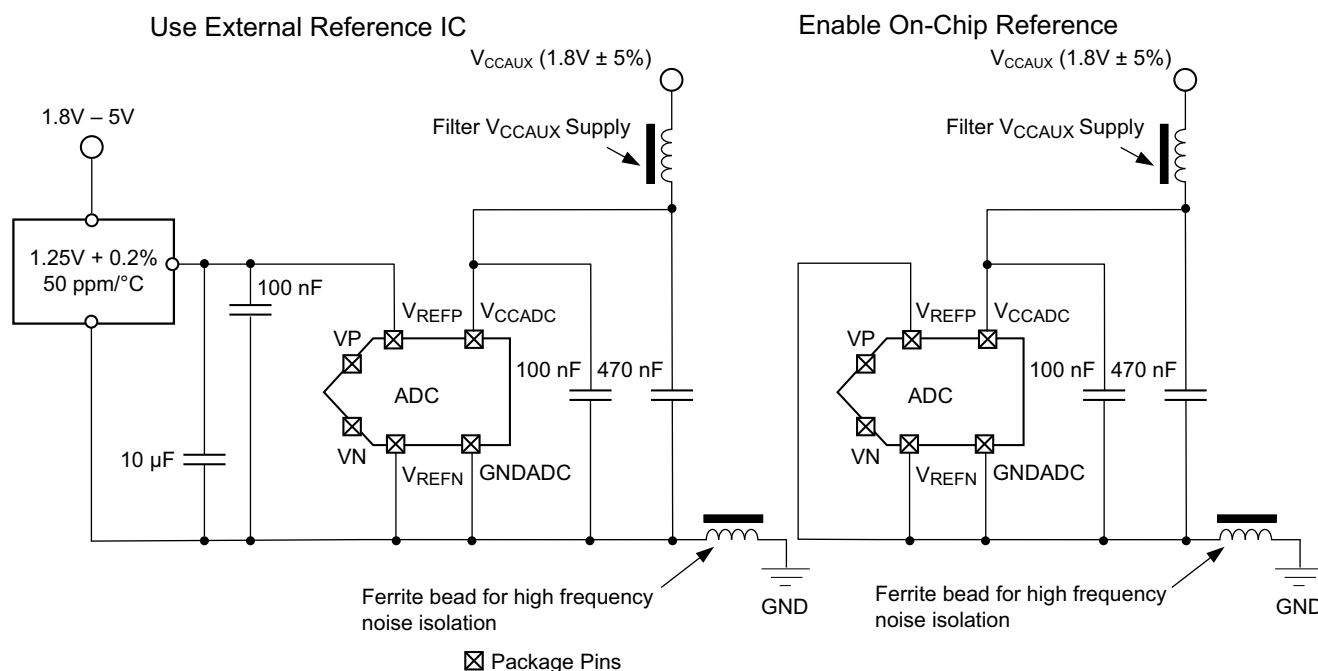 Use External Reference IC
Enable On-Chip Reference
VCCAUX (1.8V ± 5%)
1.8V – 5V
Filter VCCAUX Supply
1.25V + 0.2%
50 ppm/°C
100 nF
VREFP
VCCADC
VP
ADC
100 nF
470 nF
VN
10 µF
VREFN
GNDADC
GND
Ferrite bead for high frequency
noise isolation
Package Pins
VCCAUX (1.8V ± 5%)
Filter VCCAUX Supply
VREFP
VCCADC
VP
ADC
100 nF
470 nF
VN
VREFN
GNDADC
GND
Ferrite bead for high frequency
noise isolation